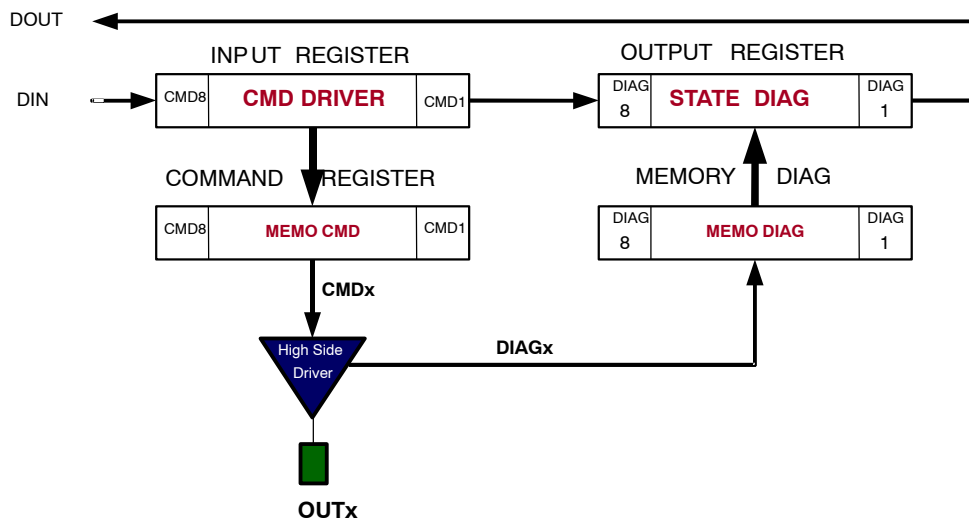 DOUT
INPUT REGISTER
OUTPUT REGISTER
DIN
CMD8
CMD DRIVER
CMD1
DIAG
8
STATE DIAG
DIAG
1
COMMAND REGISTER
MEMORY DIAG
CMD8
MEMO CMD
CMD1
DIAG
8
MEMO DIAG
DIAG
1
CMDx
High Side
Driver
DIAGx
OUTx